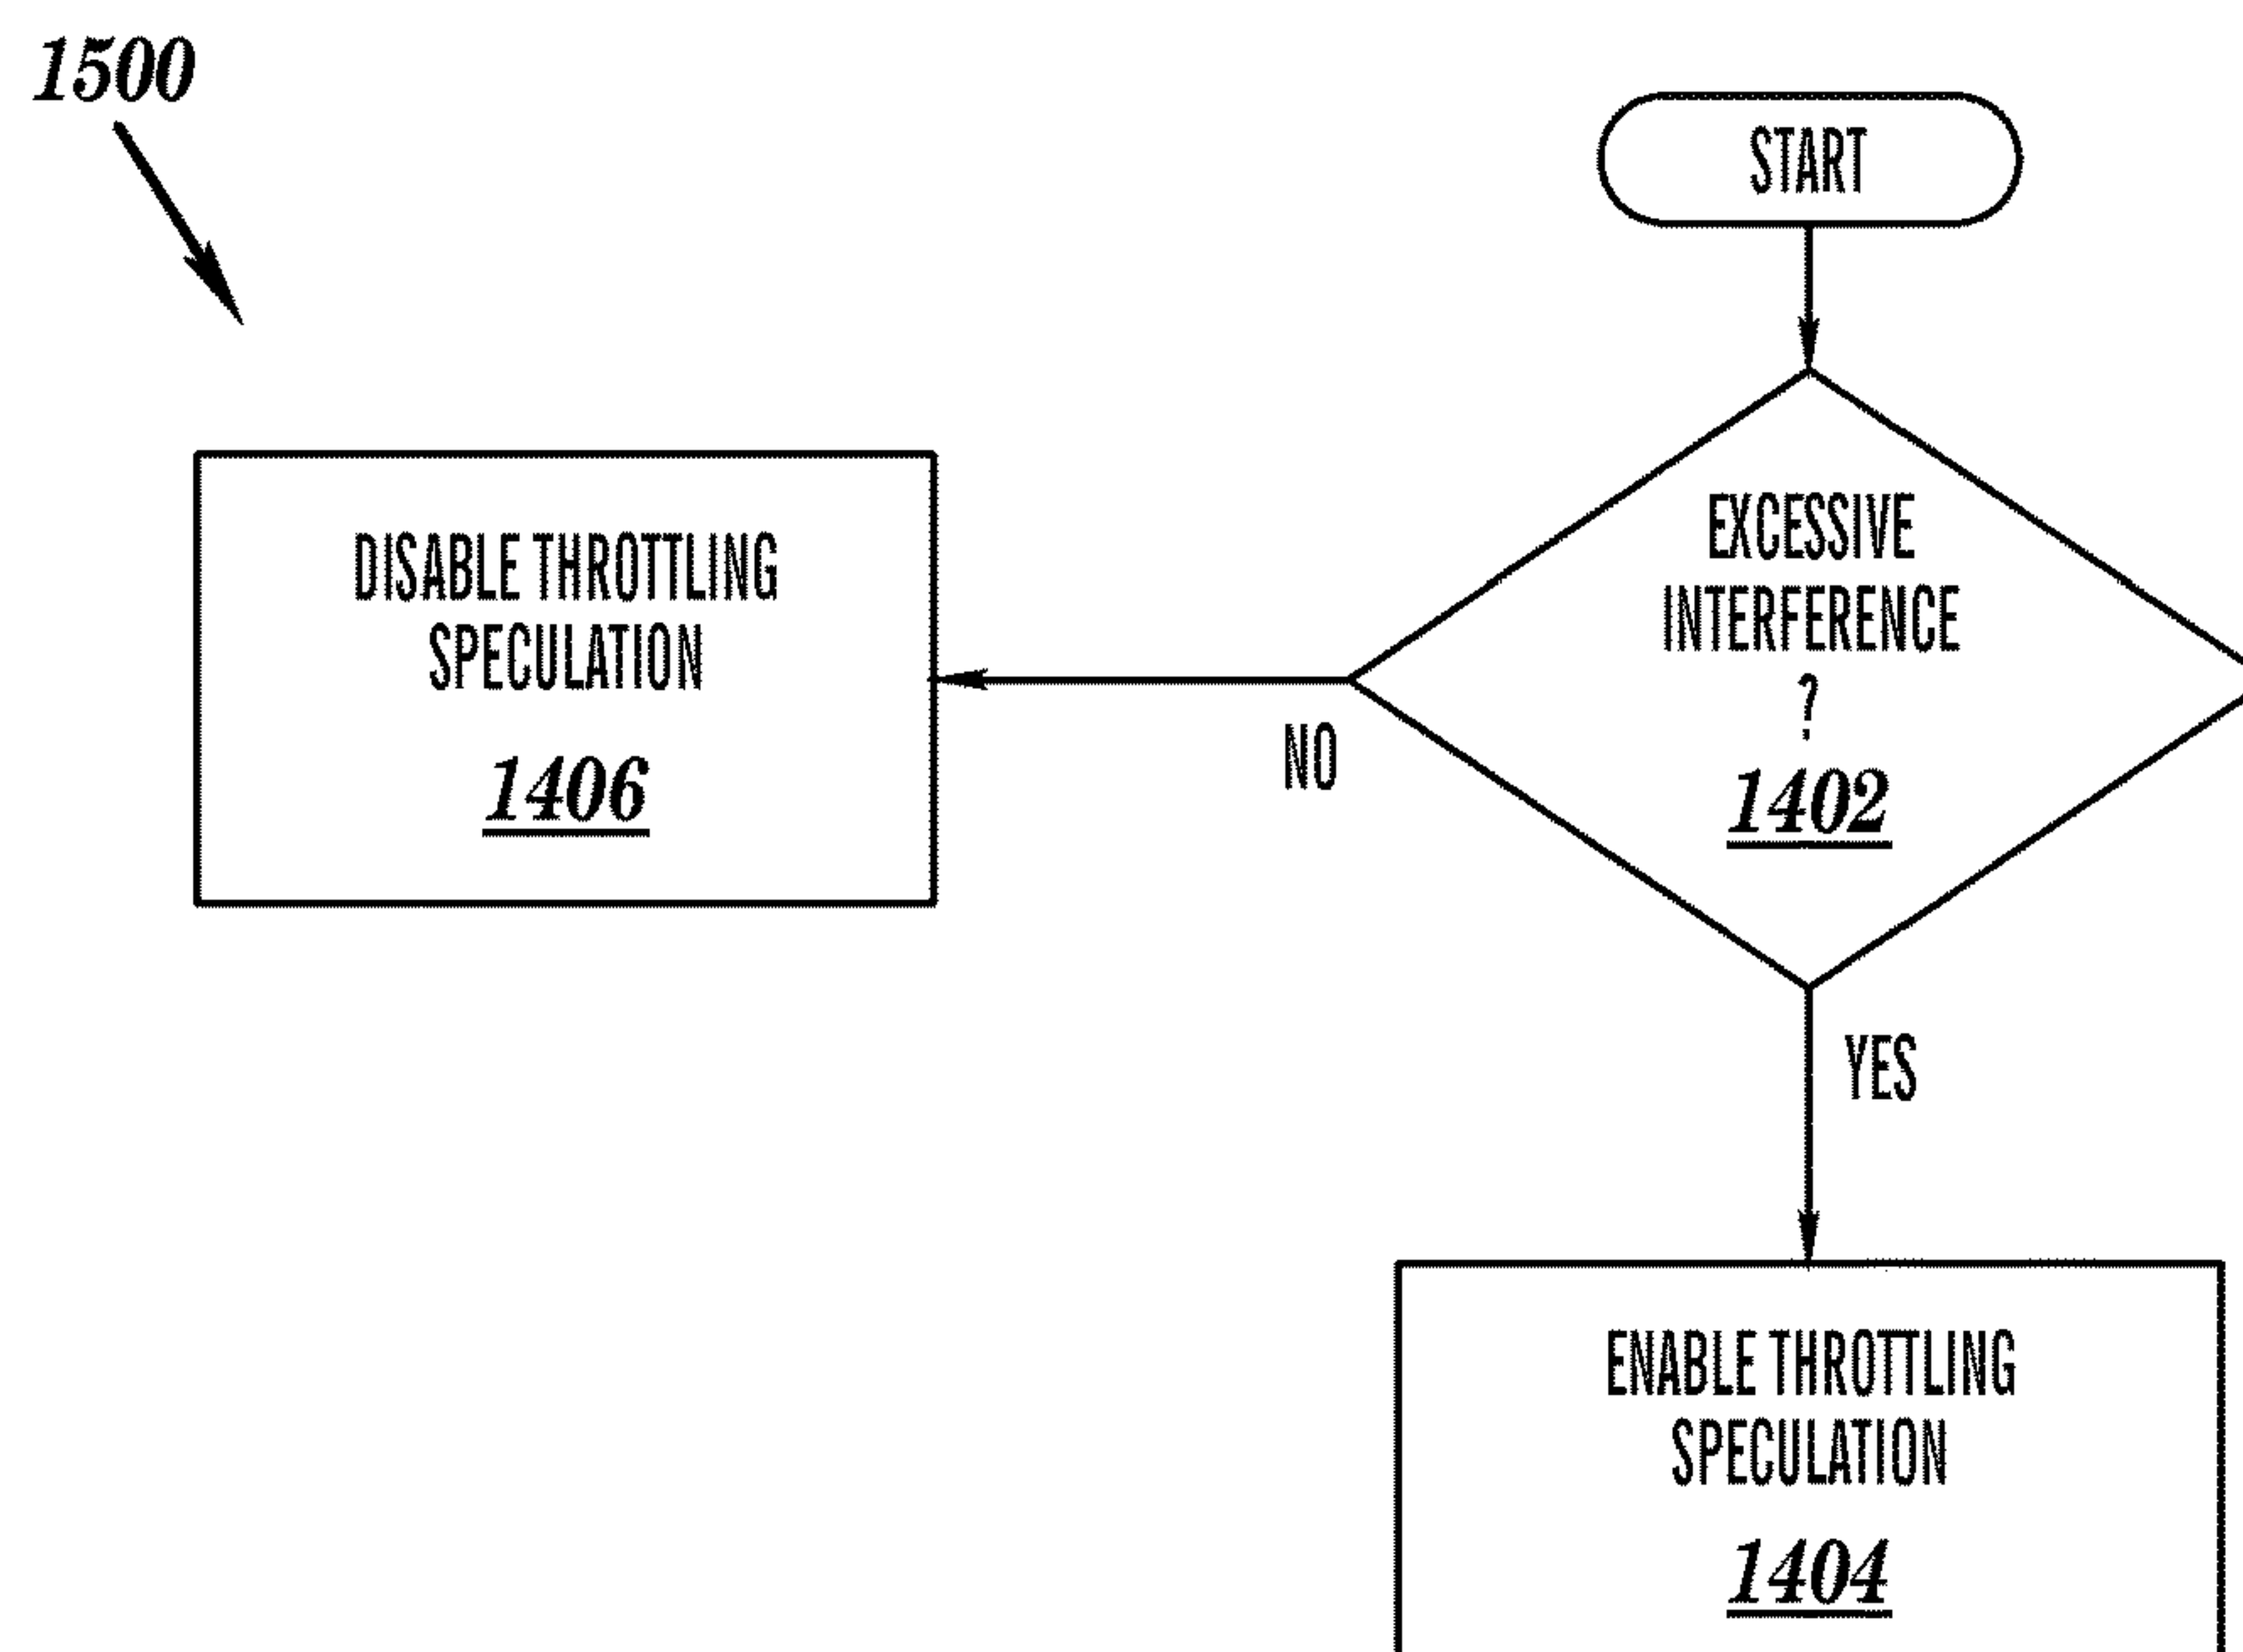 1500
START
EXCESSIVE
INTERFERENCE
?
1402
NO
DISABLE THROTTLING
SPECULATION
1406
YES
ENABLE THROTTLING
SPECULATION
1404